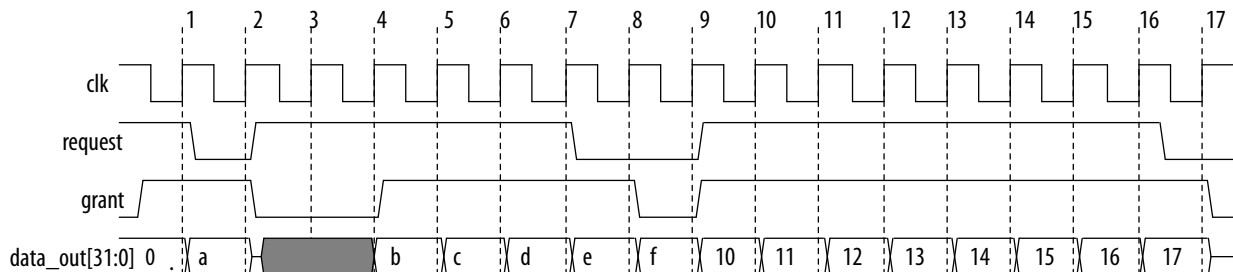 1 2 3 4 5 6 7 8 9 10 11 12 13 14 15 16 17
clk
request
grant
data_out[31:0] 0 . a b c d e f 10 11 12 13 14 15 16 17